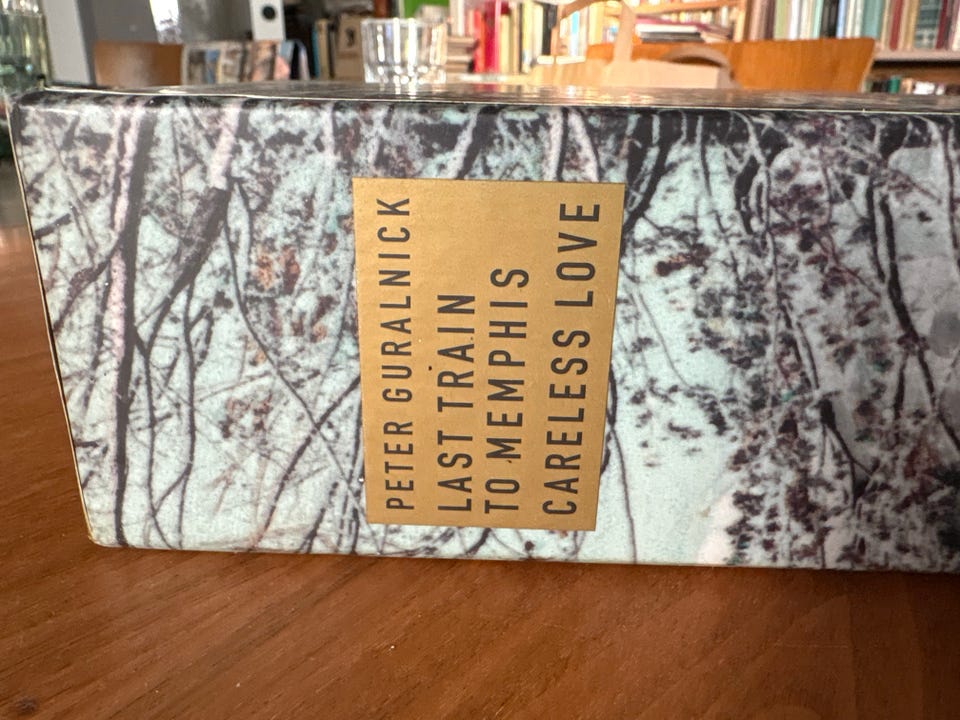 PETER GURALNICK
LAST TRAIN
TO MEMPHIS
CARELESS LOVE